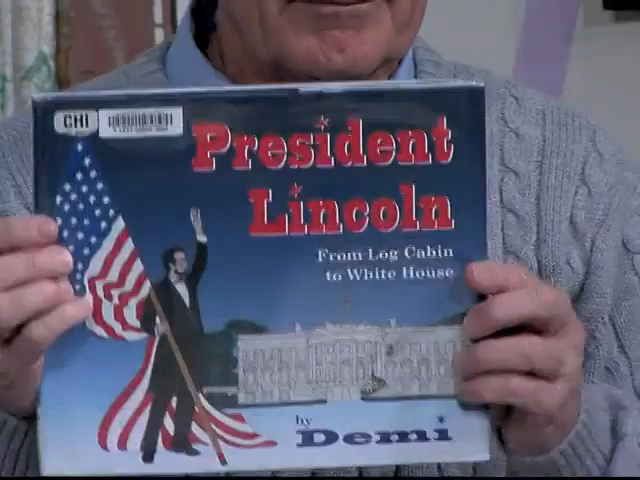 CHI
President
Lincoln
From Log Cabin
to White House
by
Demi